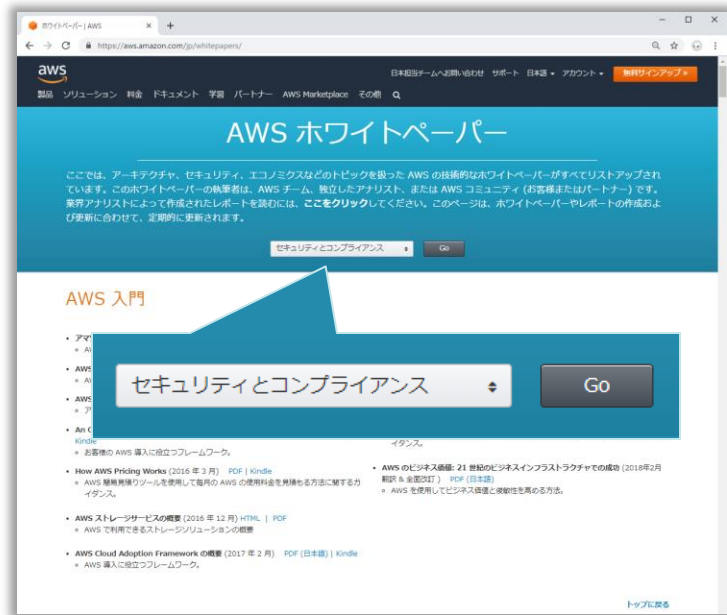 ホワイトペーパー | AWS
https://aws.amazon.com/jp/whitepapers/
aws
日本担当チームへお問い合わせ サポート 日本語 アカウント 無料サインアップ
製品 ソリューション 料金 ドキュメント 学習 パートナー AWS Marketplace その他
AWS ホワイトペーパー
ここでは、アーキテクチャ、セキュリティ、エコノミクスなどのトピックを扱った AWS の技術的なホワイトペーパーがすべてリストアップされ
ています。このホワイトペーパーの執筆者は、AWS チーム、独立したアナリスト、または AWS コミュニティ (お客様またはパートナー) です。
業界アナリストによって作成されたレポートを読むには、ここをクリックしてください。このページは、ホワイトペーパーやレポートの作成およ
び更新に合わせて、定期的に更新されます。
セキュリティとコンプライアンス Go
AWS 入門
セキュリティとコンプライアンス Go
AWS
AWS
Kindle
お客様の AWS 導入に役立つフレームワーク。
How AWS Pricing Works (2016 年 3 月) PDF | Kindle
AWS 簡易見積りツールを使用して毎月の AWS の使用料金を見積もる方法に関するガ
イダンス。
AWS ストレージサービスの概要 (2016 年 12 月) HTML | PDF
AWS で利用できるストレージソリューションの概要
AWS Cloud Adoption Framework の概要 (2017 年 2 月) PDF (日本語) | Kindle
AWS 導入に役立つフレームワーク。
イダンス。
AWS のビジネス価値: 21 世紀のビジネスインフラストラクチャでの成功 (2018年2月
翻訳 & 全面改訂 ) PDF (日本語)
AWS を使用してビジネス価値と俊敏性を高める方法。
トップに戻る